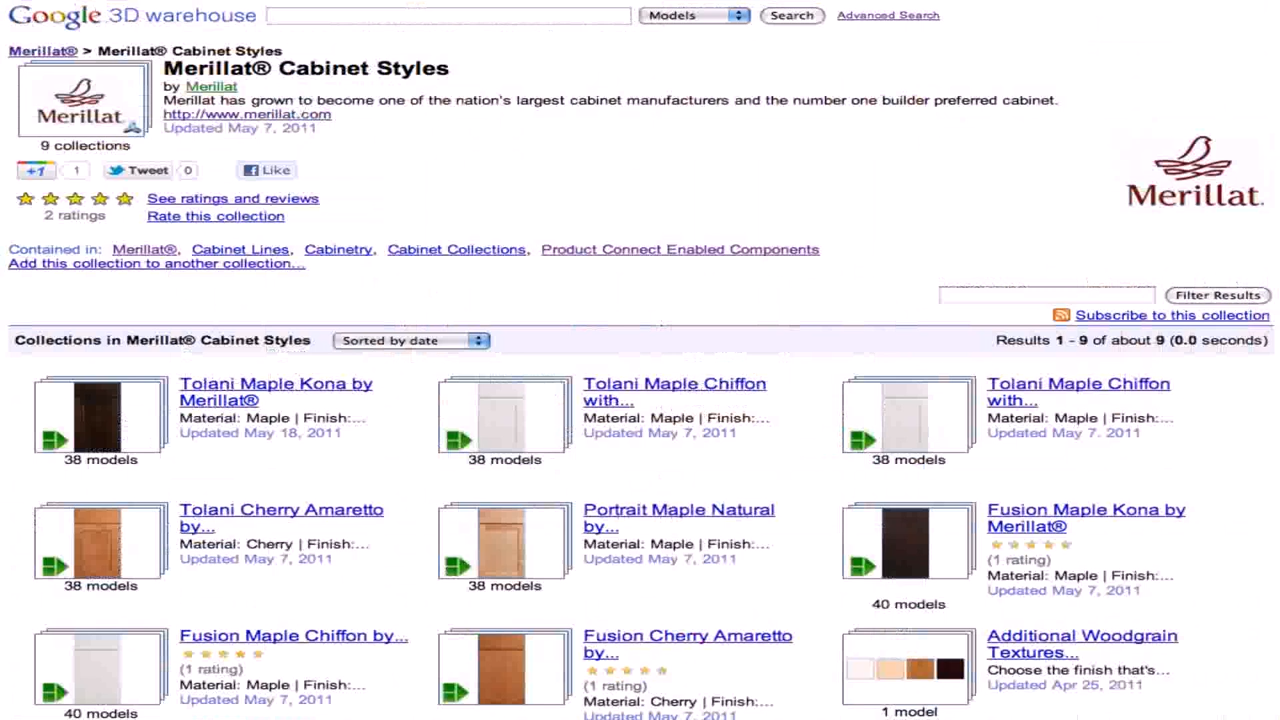 Google 3D warehouse Models Search Advanced Search
Merillat® > Merillat® Cabinet Styles
Merillat® Cabinet Styles
by Merillat
Merillat has grown to become one of the nation's largest cabinet manufacturers and the number one builder preferred cabinet.
http://www.merillat.com
Updated May 7, 2011
Merillat.
9 collections
+1 1 Tweet 0 Like
Merillat.
See ratings and reviews
2 ratings Rate this collection
Contained in: Merillat®, Cabinet Lines, Cabinetry, Cabinet Collections, Product Connect Enabled Components
Add this collection to another collection...
Filter Results
Subscribe to this collection
Collections in Merillat® Cabinet Styles Sorted by date Results 1 - 9 of about 9 (0.0 seconds)
Tolani Maple Kona by
Merillat®
Material: Maple | Finish:...
Updated May 18, 2011
38 models
Tolani Maple Chiffon
with...
Material: Maple | Finish:...
Updated May 7, 2011
38 models
Tolani Maple Chiffon
with...
Material: Maple | Finish:...
Updated May 7. 2011
38 models
Tolani Cherry Amaretto
by...
Material: Cherry | Finish:...
Updated May 7, 2011
38 models
Portrait Maple Natural
by...
Material: Maple | Finish:...
Updated May 7, 2011
38 models
Fusion Maple Kona by
Merillat®
(1 rating)
Material: Maple | Finish:...
Updated May 7, 2011
40 models
Fusion Maple Chiffon by...
(1 rating)
Material: Maple | Finish:...
Updated May 7, 2011
40 models
Fusion Cherry Amaretto
by...
(1 rating)
Material: Cherry | Finish:...
Updated May 7, 2011
Additional Woodgrain
Textures...
Choose the finish that's...
Updated Apr 25, 2011
1 model